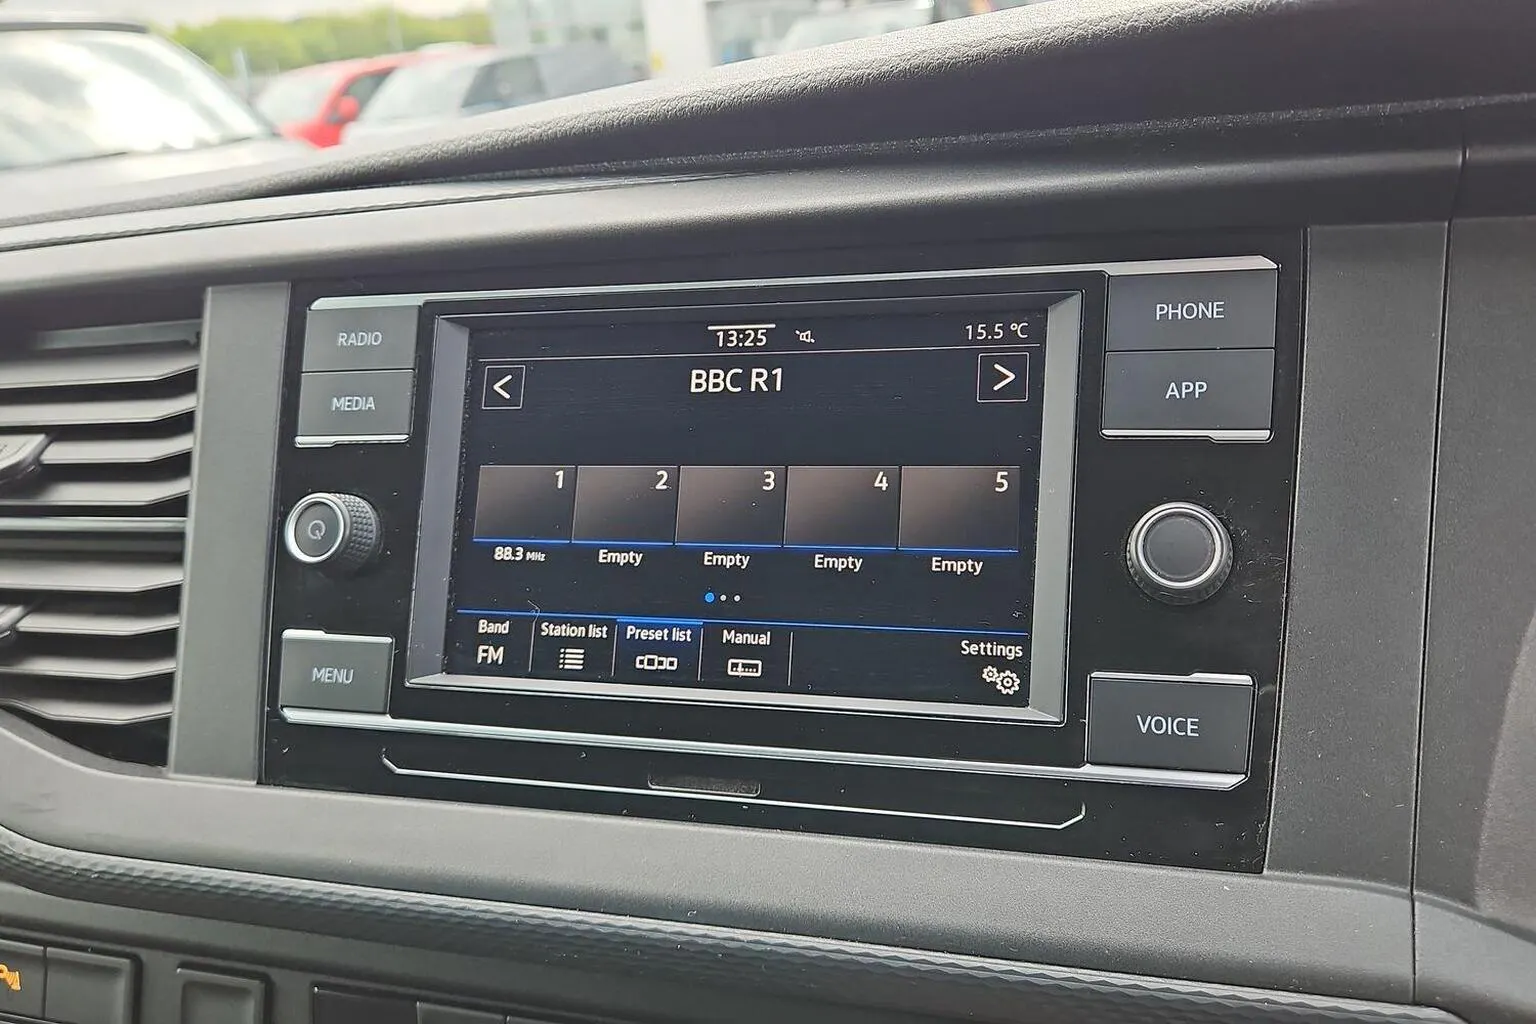 RADIO
MEDIA
MENU
13:25
15.5 °C
<
BBC R1
>
1
2
3
4
5
88.3 MHz
Empty
Empty
Empty
Empty
Band
FM
Station list
Preset list
Manual
Settings
PHONE
APP
VOICE